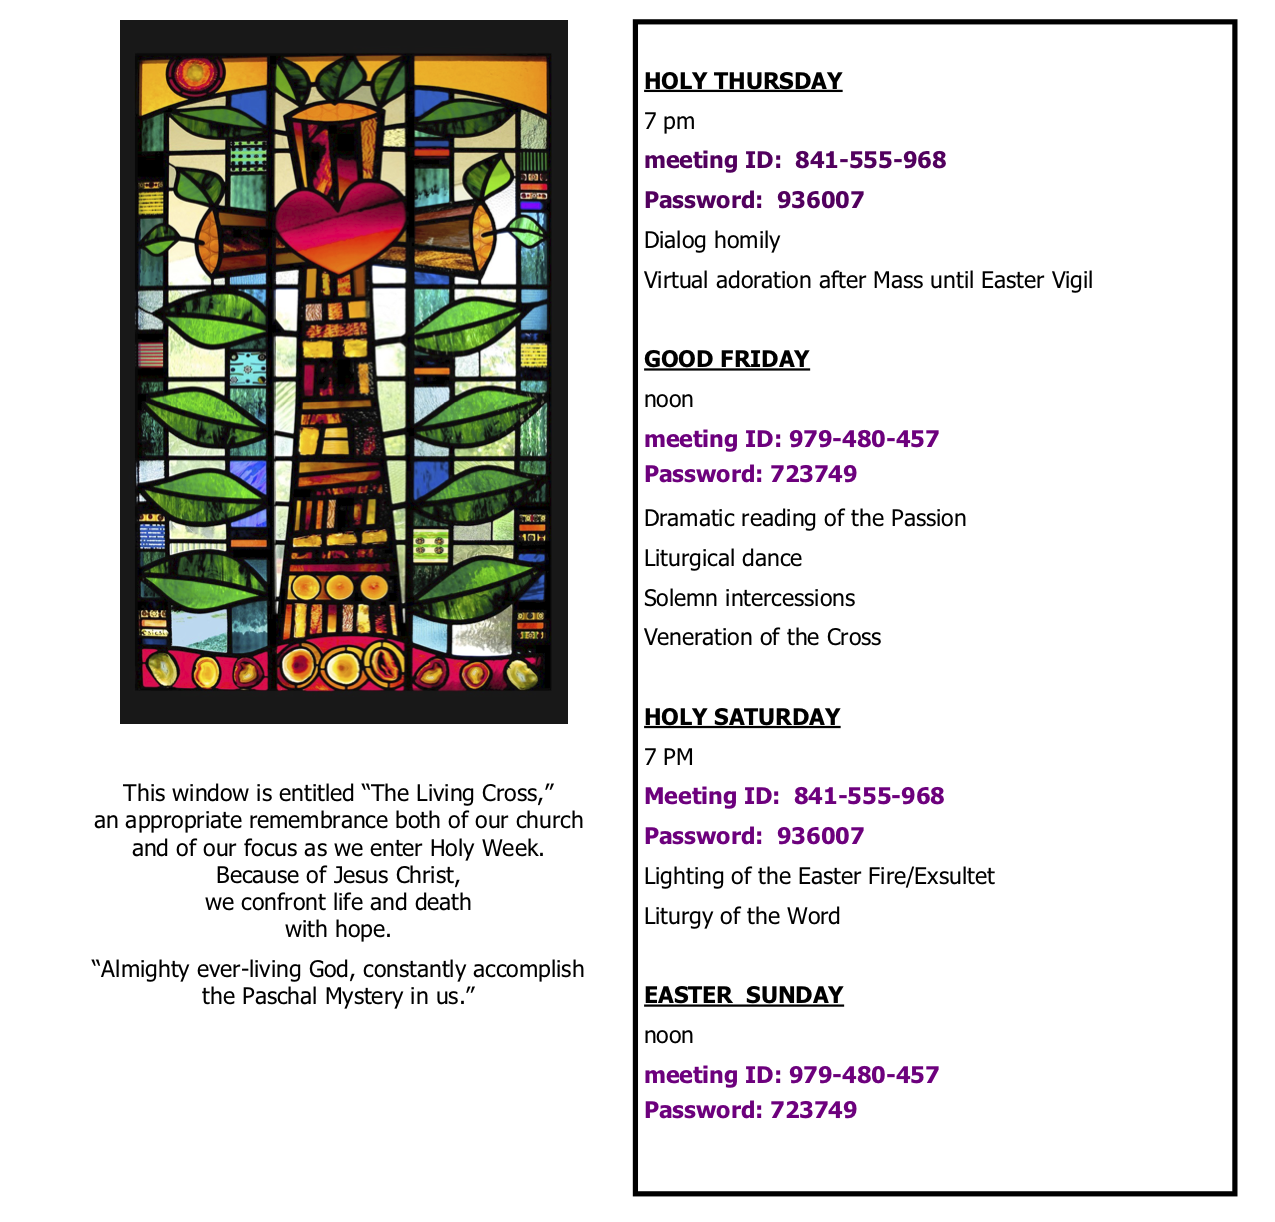 This window is entitled “The Living Cross,”
an appropriate remembrance both of our church
and of our focus as we enter Holy Week.
Because of Jesus Christ,
we confront life and death
with hope.
“Almighty ever-living God, constantly accomplish
the Paschal Mystery in us.”
HOLY THURSDAY
7 pm
meeting ID:  841-555-968
Password:  936007
Dialog homily
Virtual adoration after Mass until Easter Vigil
GOOD FRIDAY
noon
meeting ID: 979-480-457
Password: 723749
Dramatic reading of the Passion
Liturgical dance
Solemn intercessions
Veneration of the Cross
HOLY SATURDAY
7 PM
Meeting ID:  841-555-968
Password:  936007
Lighting of the Easter Fire/Exsultet
Liturgy of the Word
EASTER  SUNDAY
noon
meeting ID: 979-480-457
Password: 723749